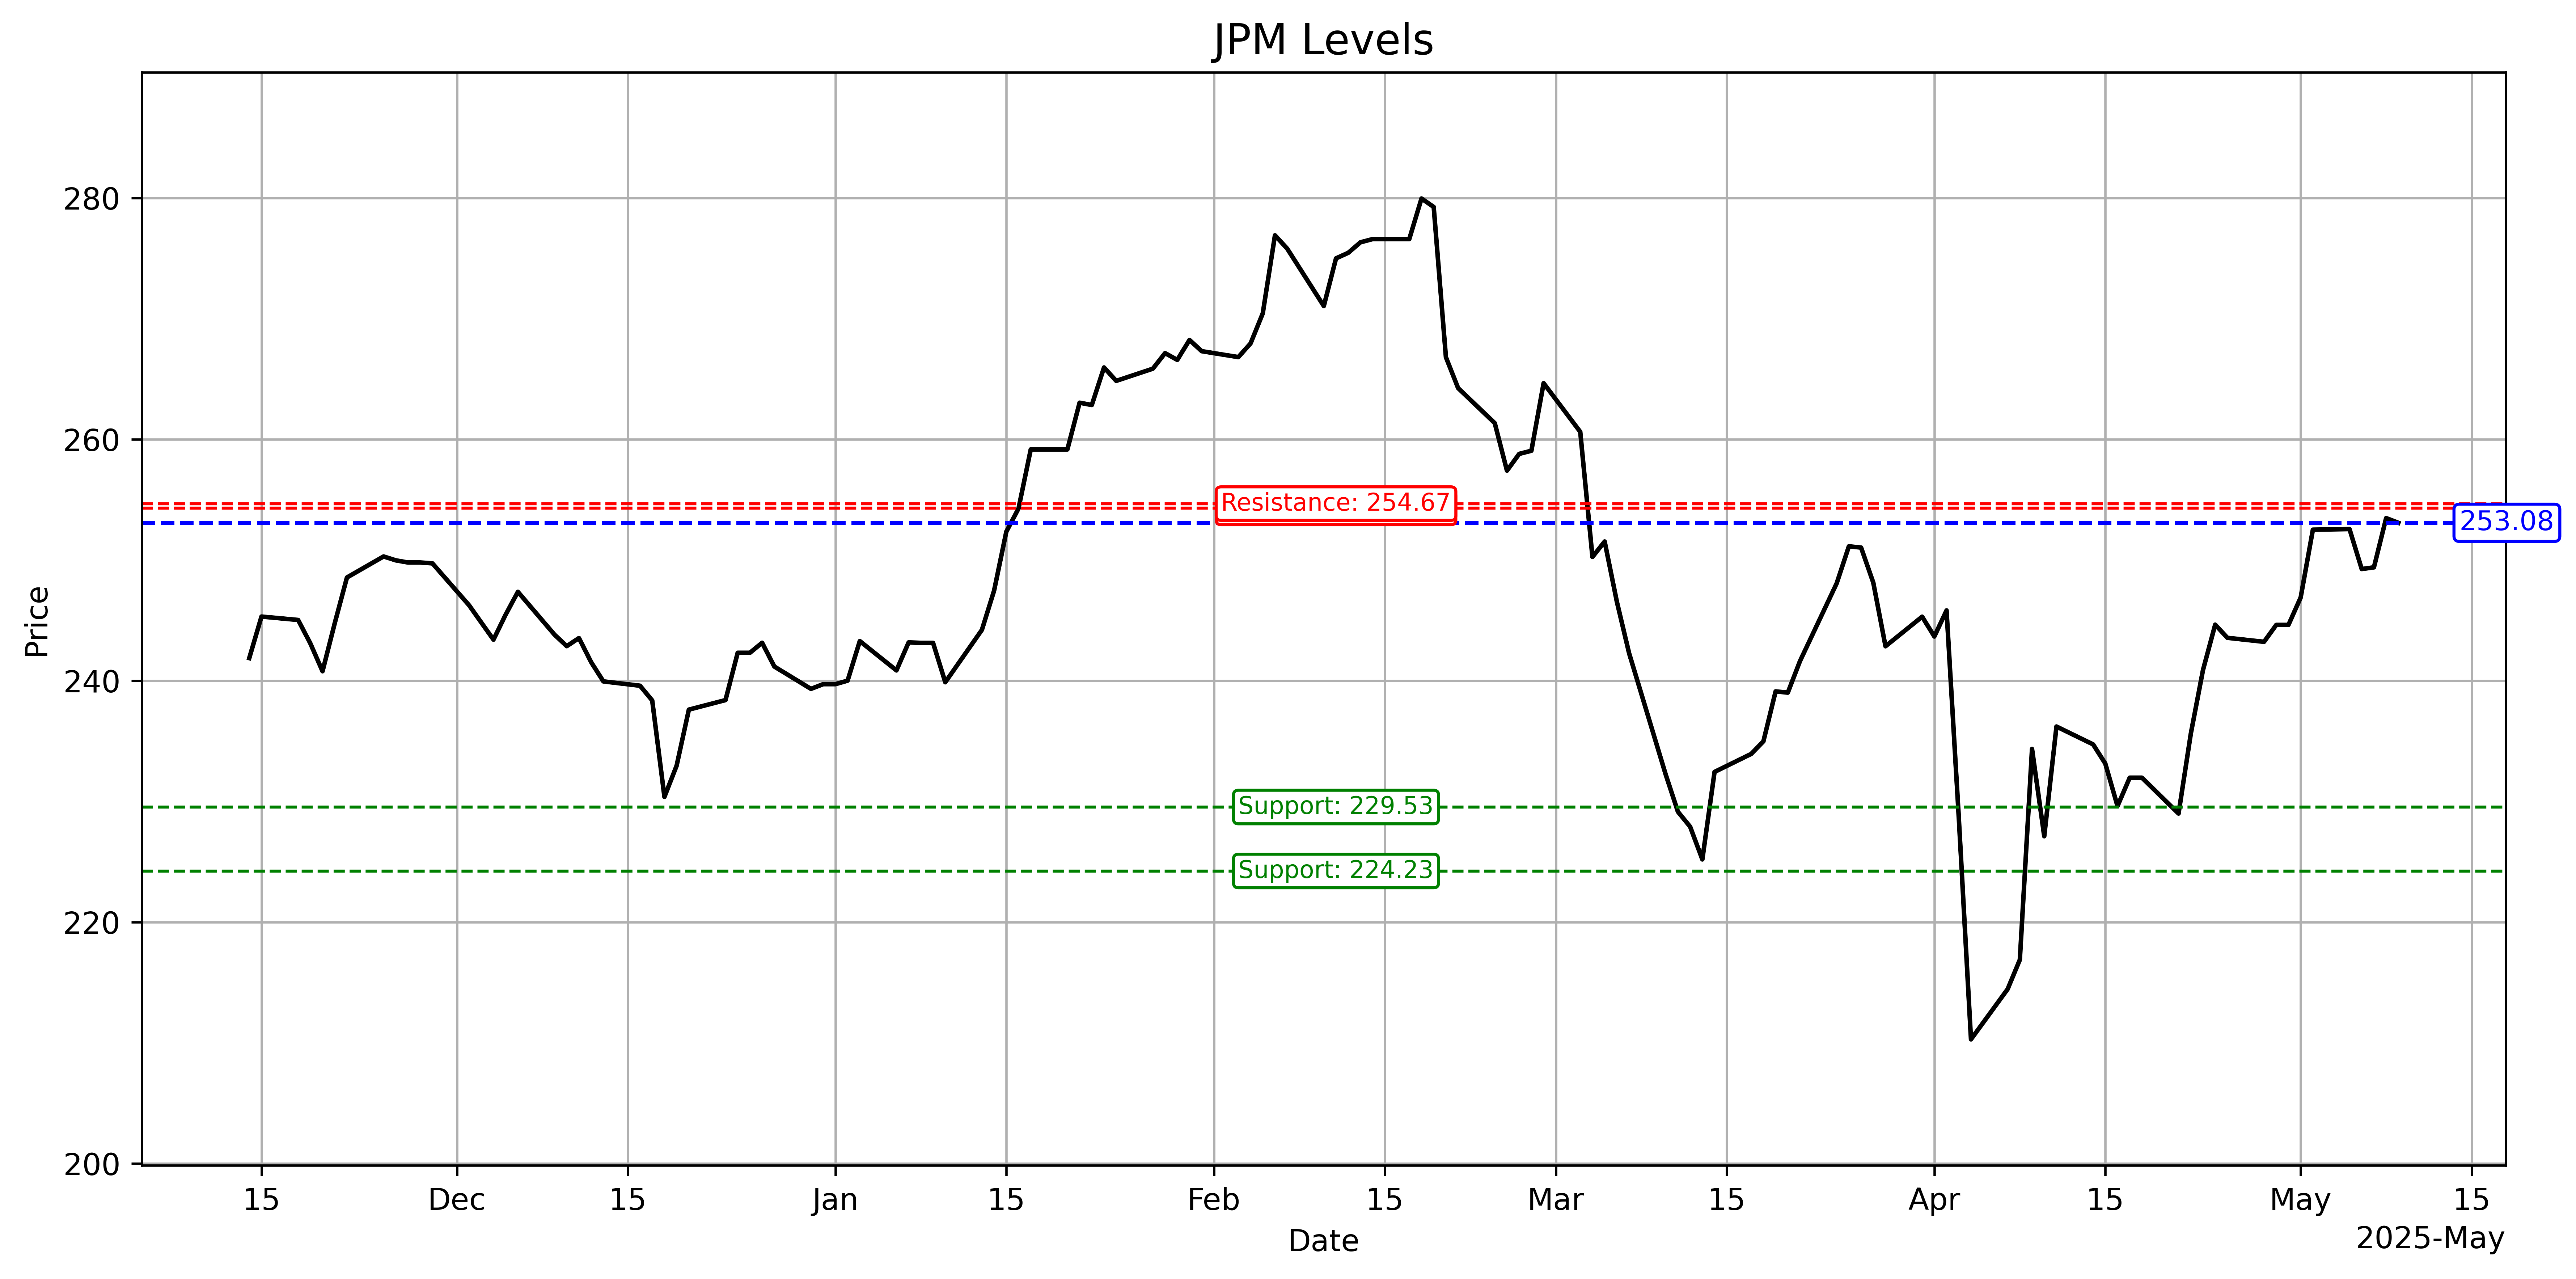 JPM Levels
Price
280
260
240
220
200
Resistance: 254.67
253.08
Support: 229.53
Support: 224.23
15
Dec
15
Jan
15
Feb
15
Mar
15
Apr
15
May
15
Date
2025-May